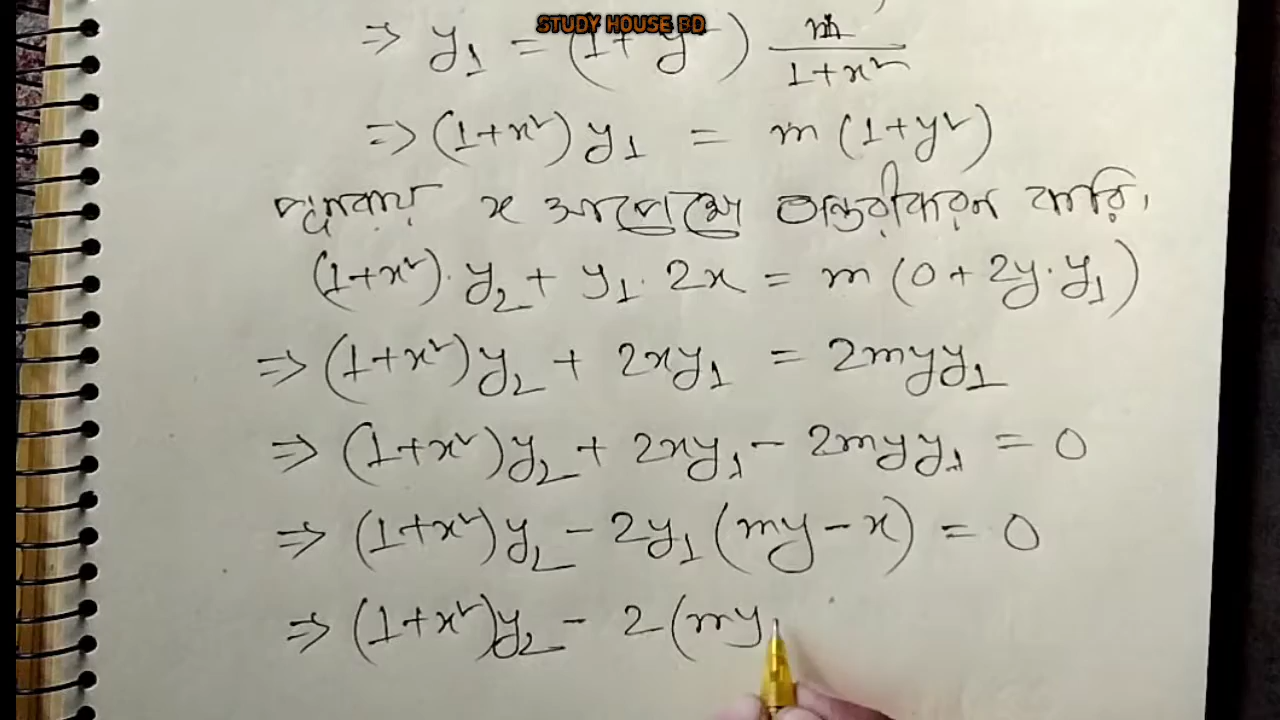 STUDY HOUSE BD
⇒ y₁ = (1+y²) m/(1+x²)
⇒ (1+x²) y₁ = m (1+y²)
পুনরায় x সাপেক্ষে অন্তরীকরন করি।
(1+x²)· y₂ + y₁· 2x = m (0 + 2y· y₁)
⇒ (1+x²)y₂ + 2xy₁ = 2myy₁
⇒ (1+x²)y₂ + 2xy₁ - 2myy₁ = 0
⇒ (1+x²)y₂ - 2y₁(my - x) = 0
⇒ (1+x²)y₂ - 2(my